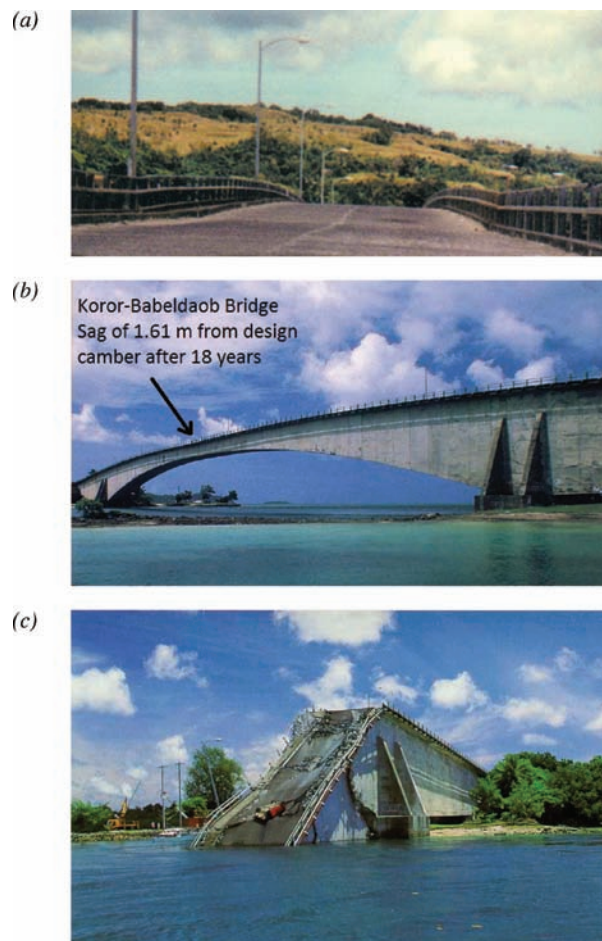 (a)
(b)
Koror-Babeldaob Bridge
Sag of 1.61 m from design
camber after 18 years
(c)